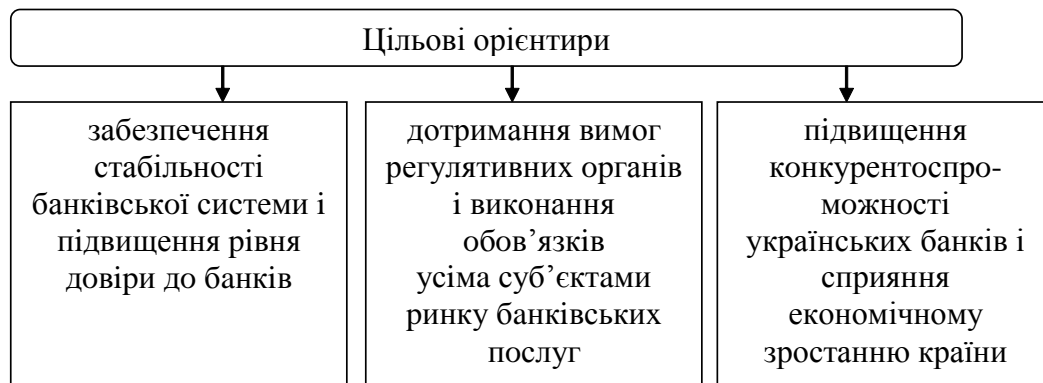 Цільові орієнтири
забезпечення
стабільності
банківської системи і
підвищення рівня
довіри до банків
дотримання вимог
регулятивних органів
і виконання
обов’язків
усіма суб’єктами
ринку банківських
послуг
підвищення
конкурентоспро-
можності
українських банків і
сприяння
економічному
зростанню країни